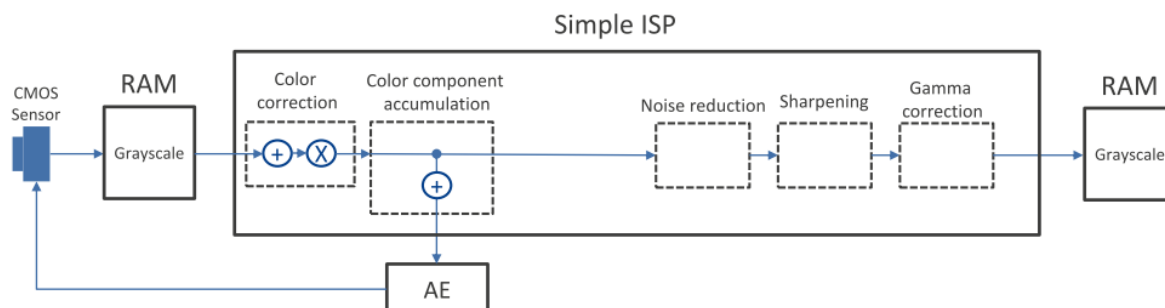 Simple ISP
CMOS
Sensor
RAM
Grayscale
Color
correction
+
X
Color component
accumulation
+
Noise reduction
Sharpening
Gamma
correction
RAM
Grayscale
AE